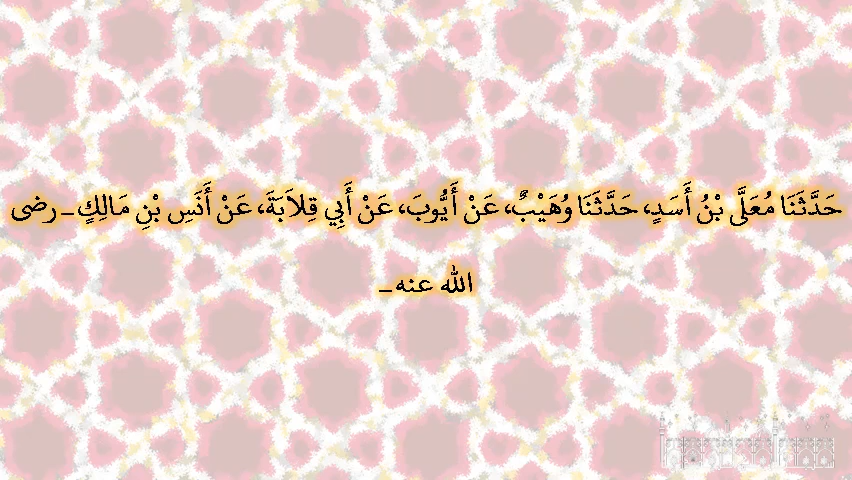 حَدَّثَنَا مُعَلَّى بْنُ أَسَدٍ، حَدَّثَنَا وُهَيْبٌ، عَنْ أَيُّوبَ، عَنْ أَبِي قِلاَبَةَ، عَنْ أَنَسِ بْنِ مَالِكٍ ـ رضى
الله عنه ـ